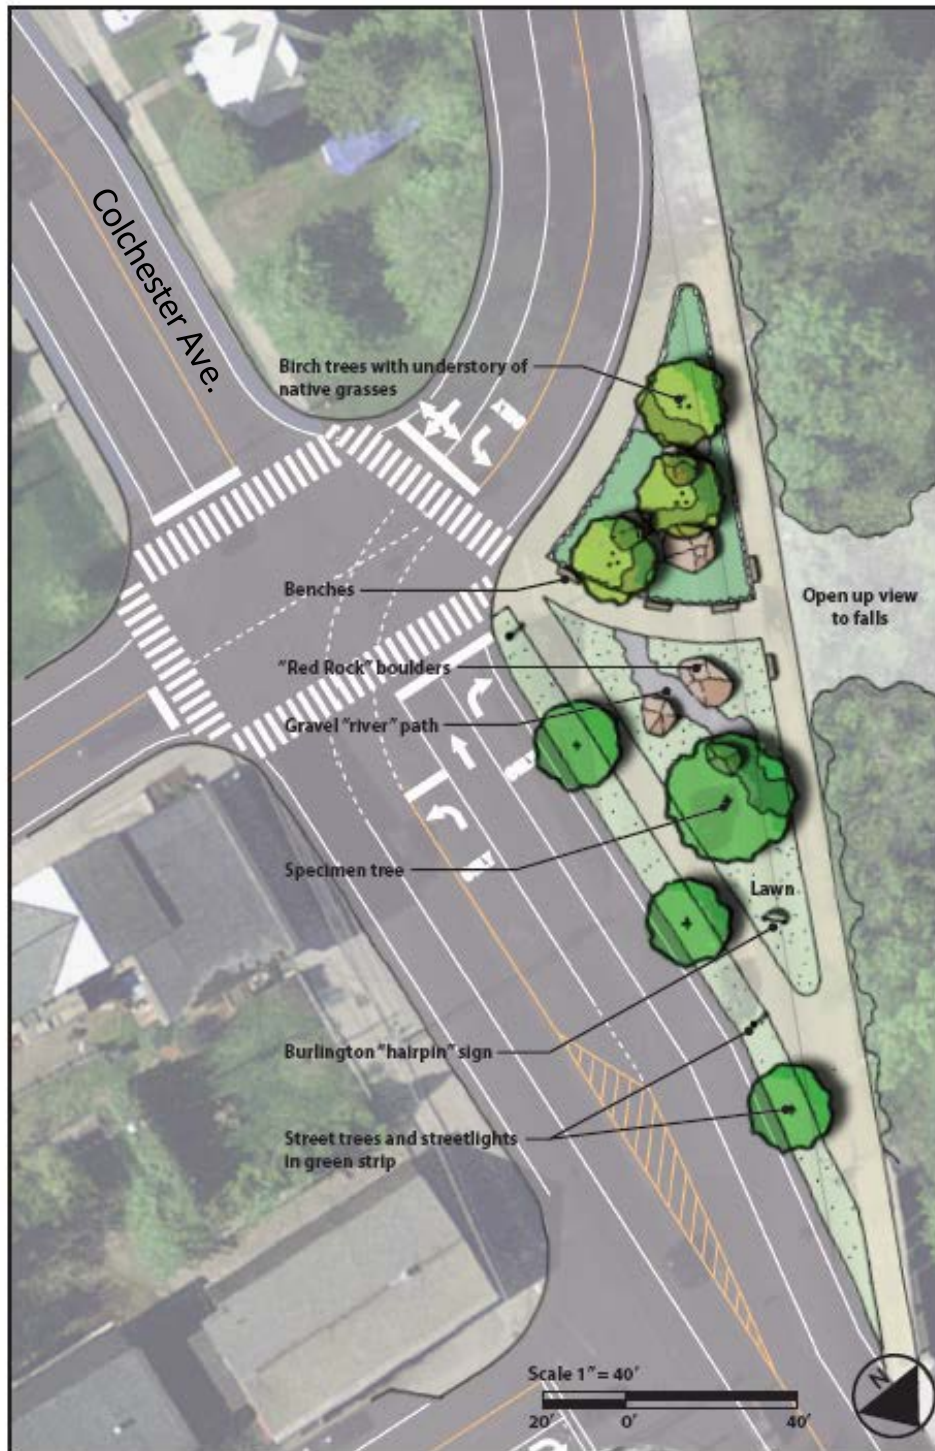 Colchester Ave.
Birch trees with understory of
native grasses
Benches
Open up view
to falls
"Red Rock" boulders
Gravel "river" path
Specimen tree
Lawn
Burlington "hairpin" sign
Street trees and streetlights
in green strip
Scale 1" = 40'
20' 0' 40'
N